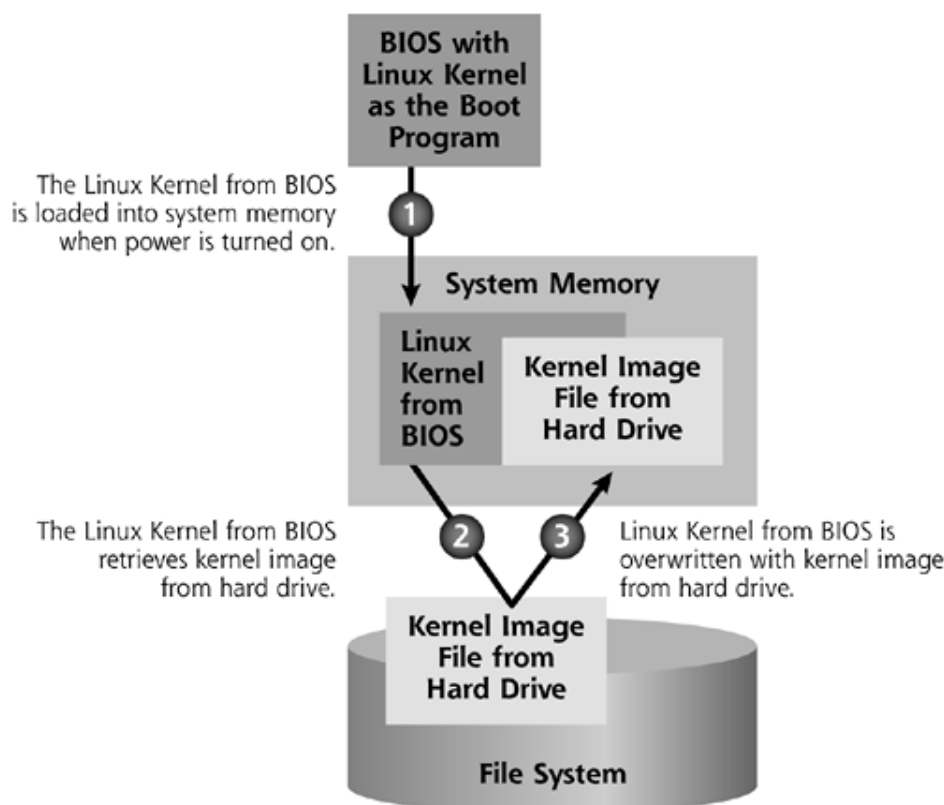 BIOS with
Linux Kernel
as the Boot
Program
The Linux Kernel from BIOS
is loaded into system memory
when power is turned on.
1
System Memory
Linux
Kernel
from
BIOS
Kernel Image
File from
Hard Drive
The Linux Kernel from BIOS
retrieves kernel image
from hard drive.
2
3
Linux Kernel from BIOS is
overwritten with kernel image
from hard drive.
Kernel Image
File from
Hard Drive
File System